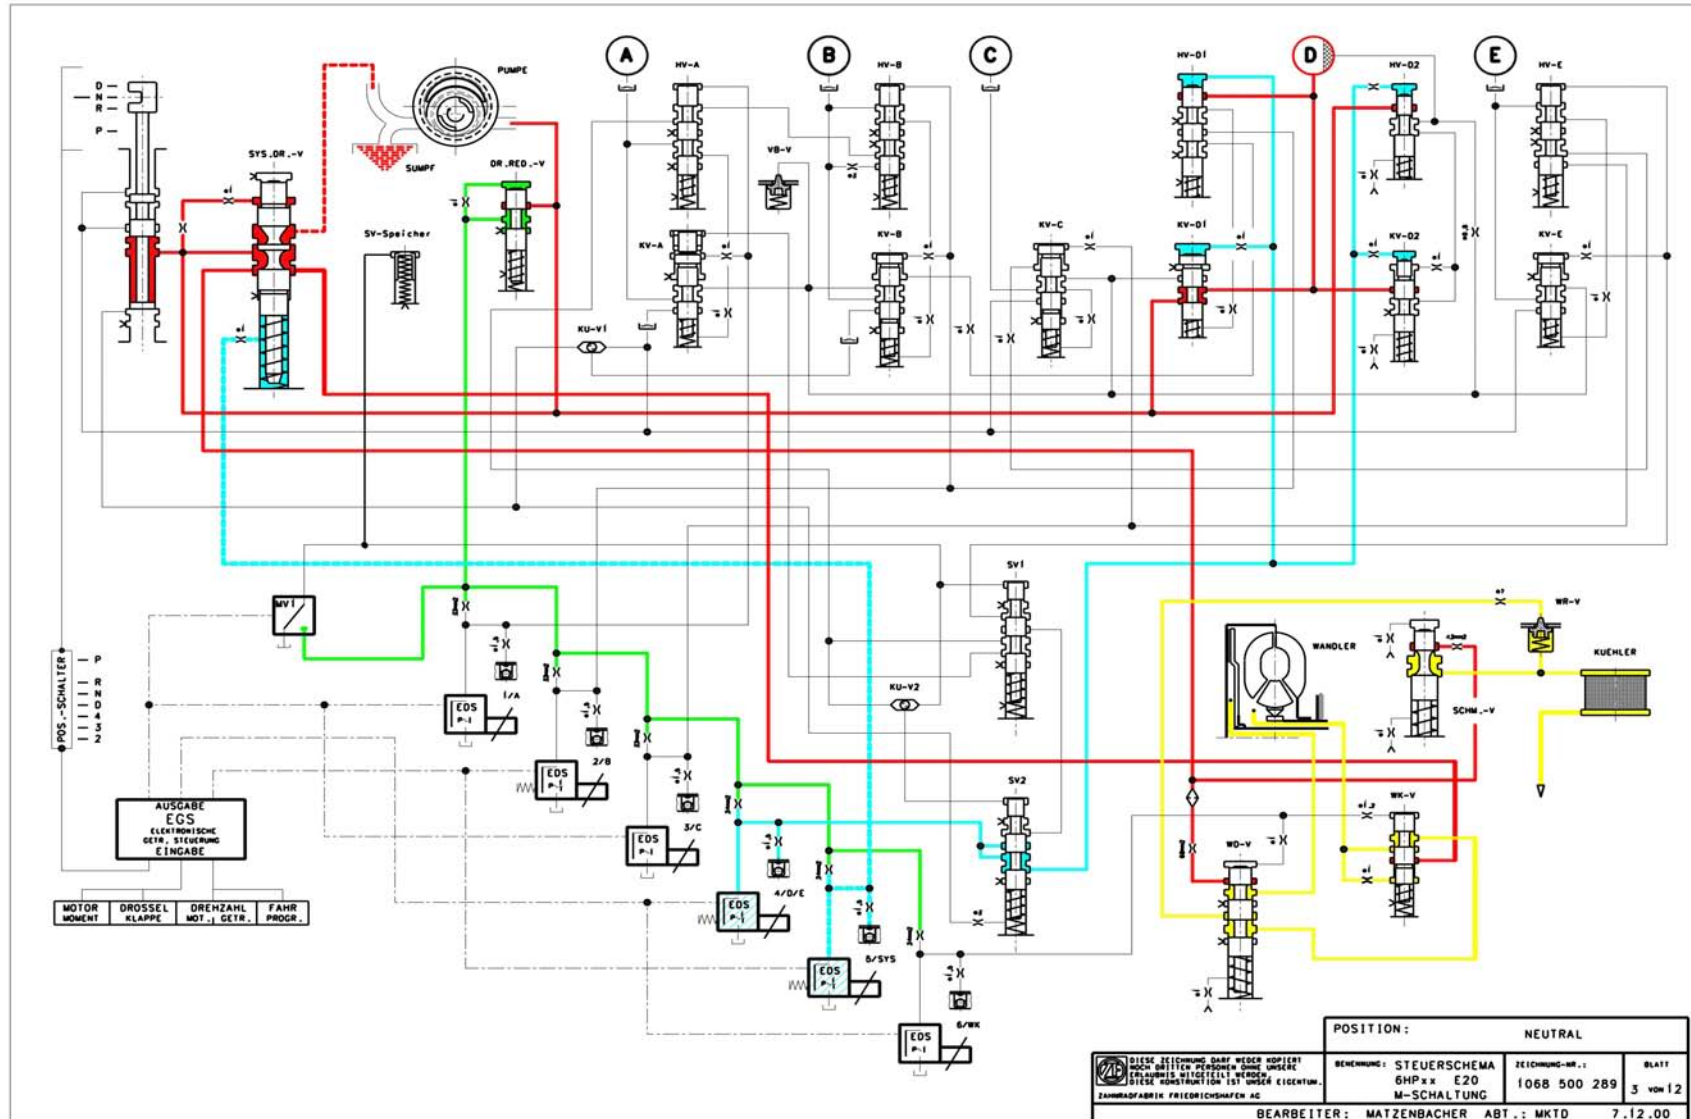 A
B
C
D
E
HV-A
HV-B
HV-D1
HV-D2
HV-E
D
N
R
P
PUMPE
SYS.DR.-V
SUMPF
DR.RED.-V
VB-V
SV-Speicher
KV-A
KV-B
KV-C
KV-D1
KV-D2
KV-E
KU-V1
MV1
SV1
WR-V
WANDLER
KUEHLER
POS.-SCHALTER
P
R
N
D
4
3
2
KU-V2
SCHM.-V
EDS
P-I
1/A
EDS
P-I
2/B
SV2
EDS
P-I
3/C
WD-V
WK-V
EDS
P-I
4/D/E
EDS
P-I
5/SYS
EDS
P-I
6/WK
AUSGABE
EGS
ELEKTRONISCHE
GETR. STEUERUNG
EINGABE
MOTOR
MOMENT
DROSSEL
KLAPPE
DREHZAHL
MOT. GETR.
FAHR
PROGR.
POSITION: NEUTRAL
DIESE ZEICHNUNG DARF WEDER KOPIERT
NOCH DRITTEN PERSONEN OHNE UNSERE
ERLAUBNIS MITGETEILT WERDEN.
DIESE KONSTRUKTION IST UNSER EIGENTUM.
ZAHNRADFABRIK FRIEDRICHSHAFEN AG
BENENNUNG: STEUERSCHEMA
6HPxx E20
M-SCHALTUNG
ZEICHNUNG-NR.:
1068 500 289
BLATT
3 VON 12
BEARBEITER: MATZENBACHER ABT.: MKTD 7.12.00